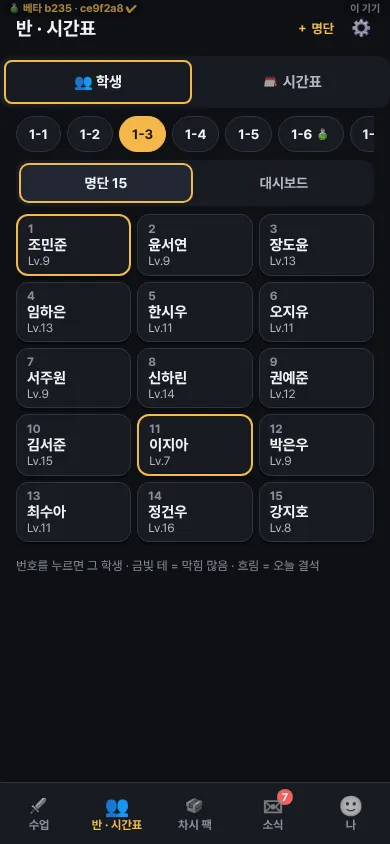 베타 b235 · ce9f2a8 ✓ 이 기기
반 · 시간표 + 명단
학생 시간표
1-1 1-2 1-3 1-4 1-5 1-6 1-
명단 15 대시보드
1 2 3
조민준 윤서연 장도윤
Lv.9 Lv.9 Lv.13
4 5 6
임하은 한시우 오지유
Lv.13 Lv.11 Lv.11
7 8 9
서주원 신하린 권예준
Lv.9 Lv.14 Lv.12
10 11 12
김서준 이지아 박은우
Lv.15 Lv.7 Lv.9
13 14 15
최수아 정건우 강지호
Lv.11 Lv.16 Lv.8
번호를 누르면 그 학생 · 금빛 테 = 막힘 많음 · 흐림 = 오늘 결석
7
수업 반 · 시간표 차시 팩 소식 나